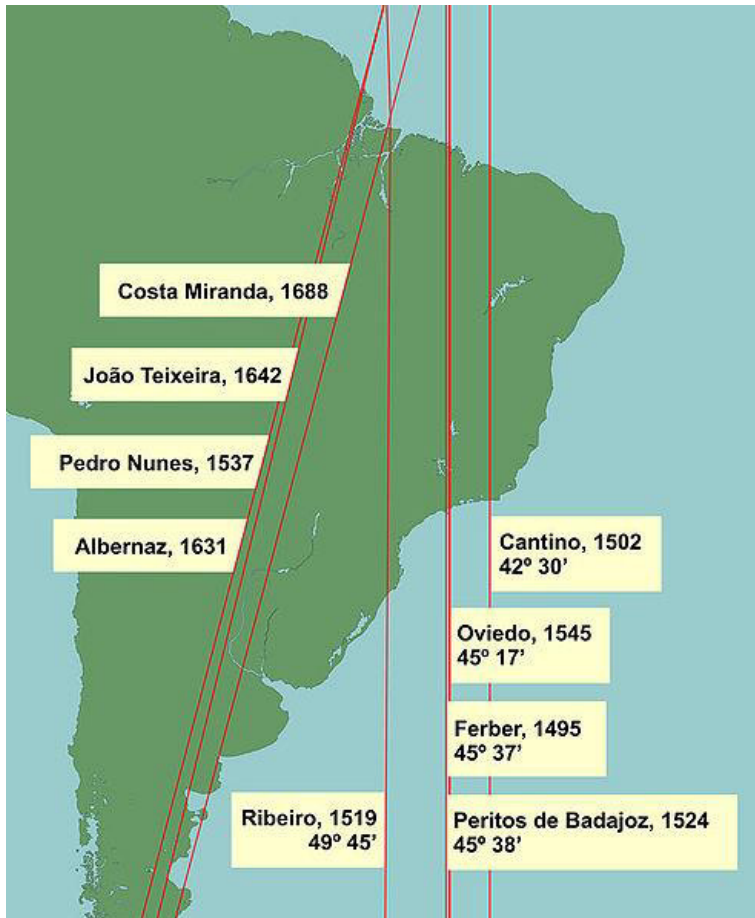 Costa Miranda, 1688
João Teixeira, 1642
Pedro Nunes, 1537
Albernaz, 1631
Cantino, 1502
42º 30’
Oviedo, 1545
45º 17’
Ferber, 1495
45º 37’
Ribeiro, 1519
49º 45’
Peritos de Badajoz, 1524
45º 38’